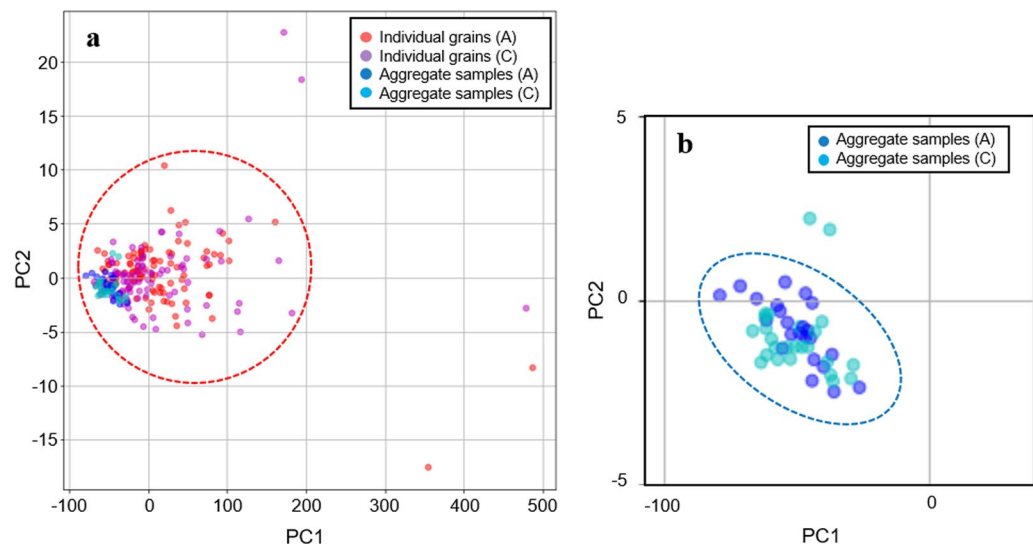 a
Individual grains (A)
Individual grains (C)
Aggregate samples (A)
Aggregate samples (C)
20
15
10
5
0
-5
-10
-15
PC2
-100 0 100 200 300 400 500
PC1
b
Aggregate samples (A)
Aggregate samples (C)
5
0
-5
PC2
-100 0
PC1